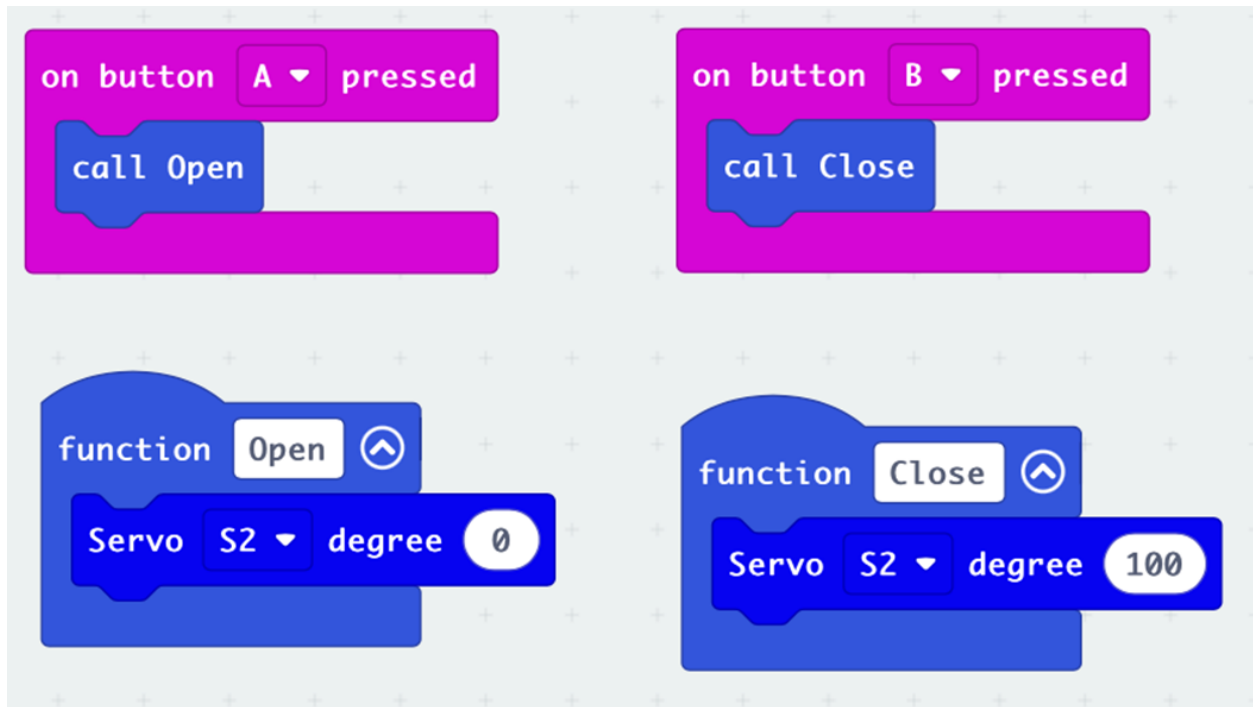 on button A pressed
call Open
on button B pressed
call Close
function Open
Servo S2 degree 0
function Close
Servo S2 degree 100